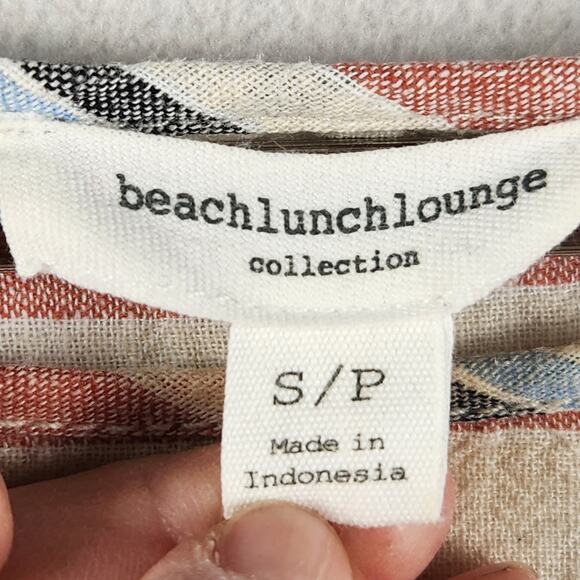 beachlunchlounge
collection
S/P
Made in
Indonesia